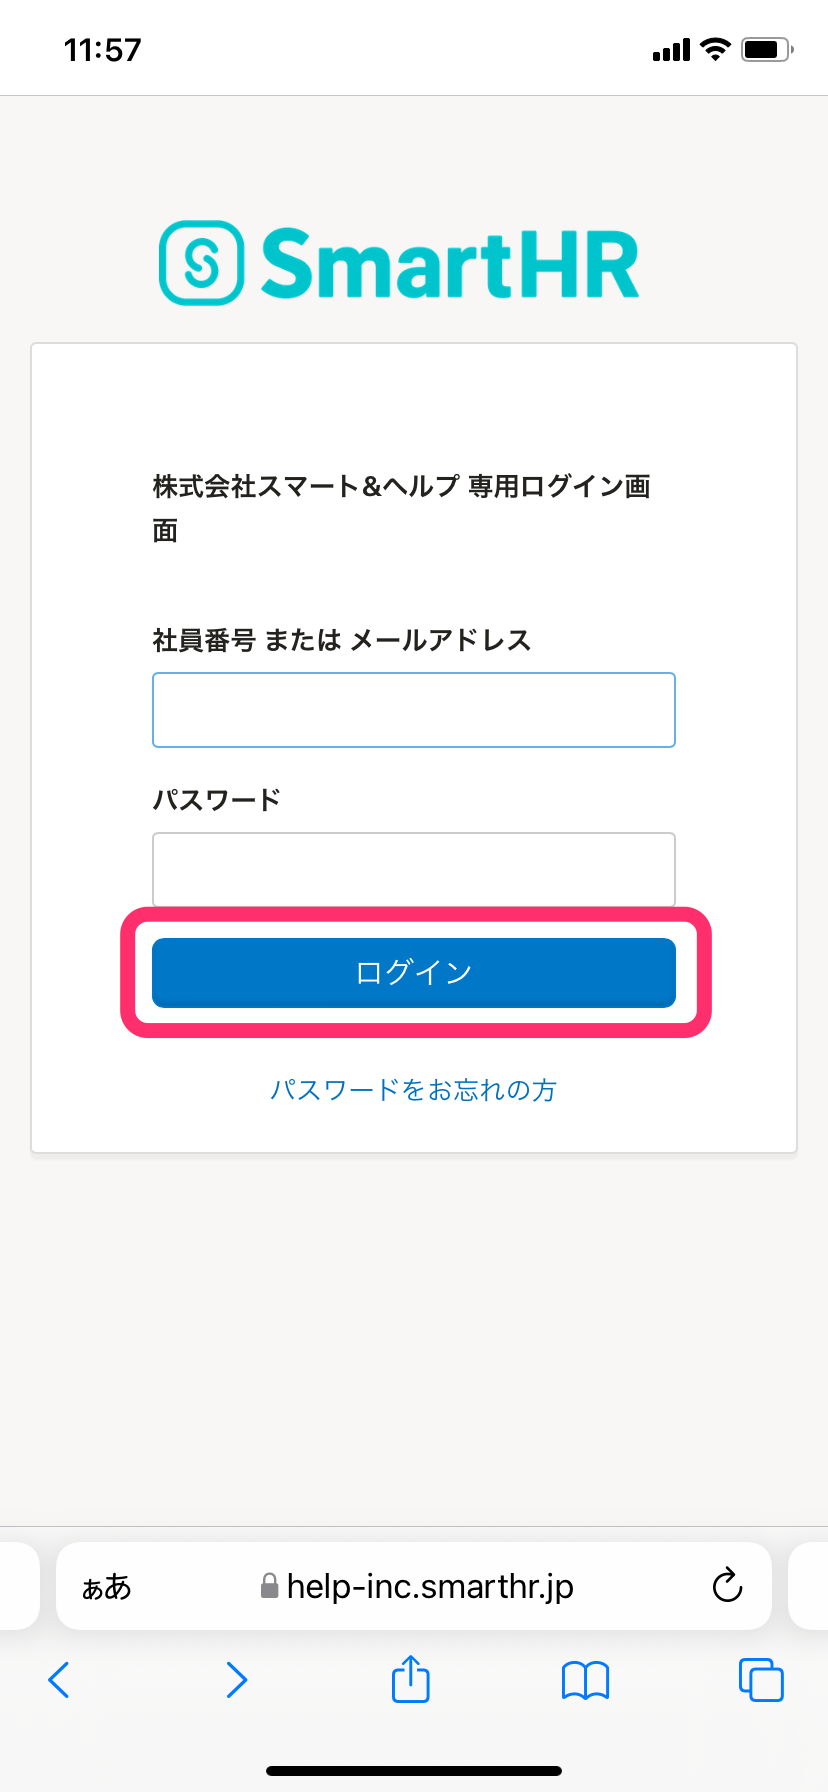 11:57
SmartHR
株式会社スマート&ヘルプ 専用ログイン画
面
社員番号 または メールアドレス
パスワード
ログイン
パスワードをお忘れの方
ぁあ help-inc.smarthr.jp